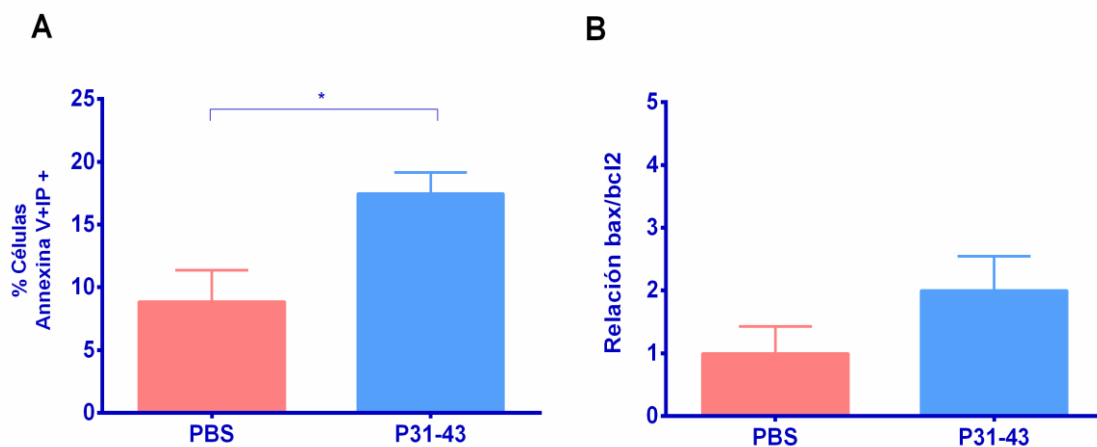 A
% Células
Annexina V+IP +
25
20
15
10
5
0
*
PBS
P31-43
B
Relación bax/bcl2
5
4
3
2
1
0
PBS
P31-43